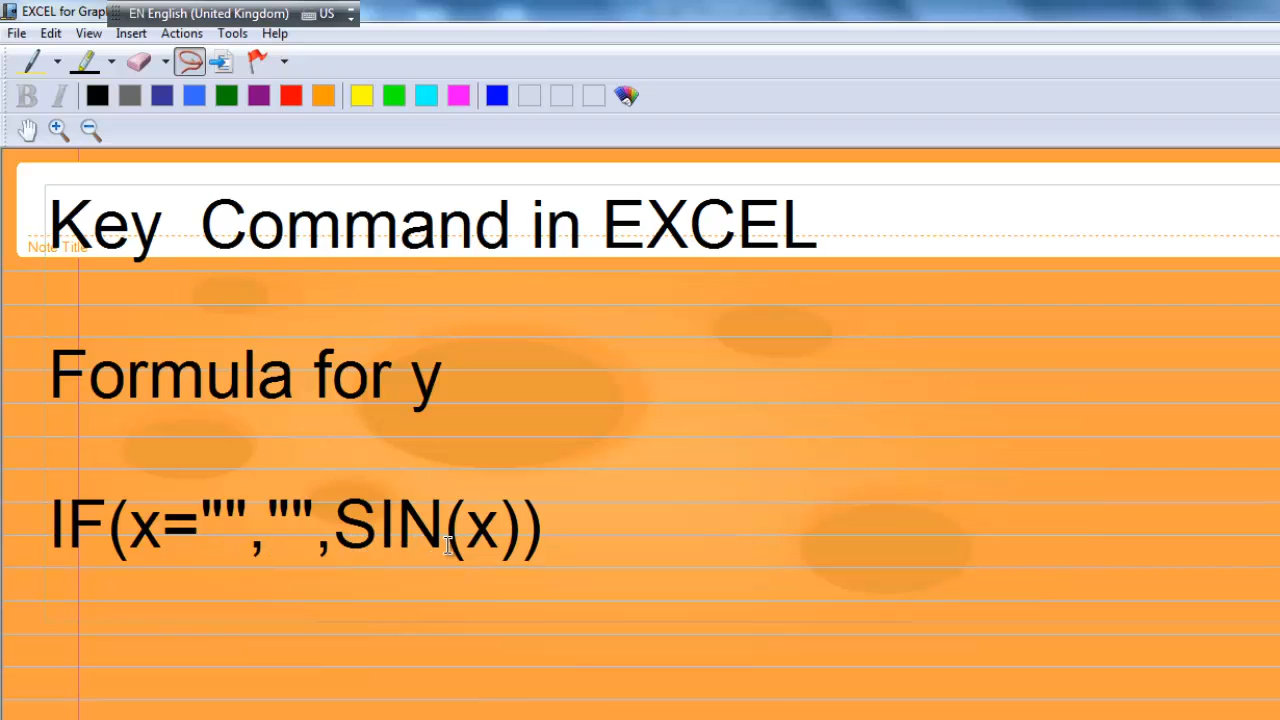 EXCEL for Grap
EN English (United Kingdom) US
File Edit View Insert Actions Tools Help
B I
Key Command in EXCEL
Note Title
Formula for y
IF(x="","",SIN(x))